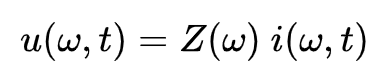 u(ω, t) = Z(ω) i(ω, t)